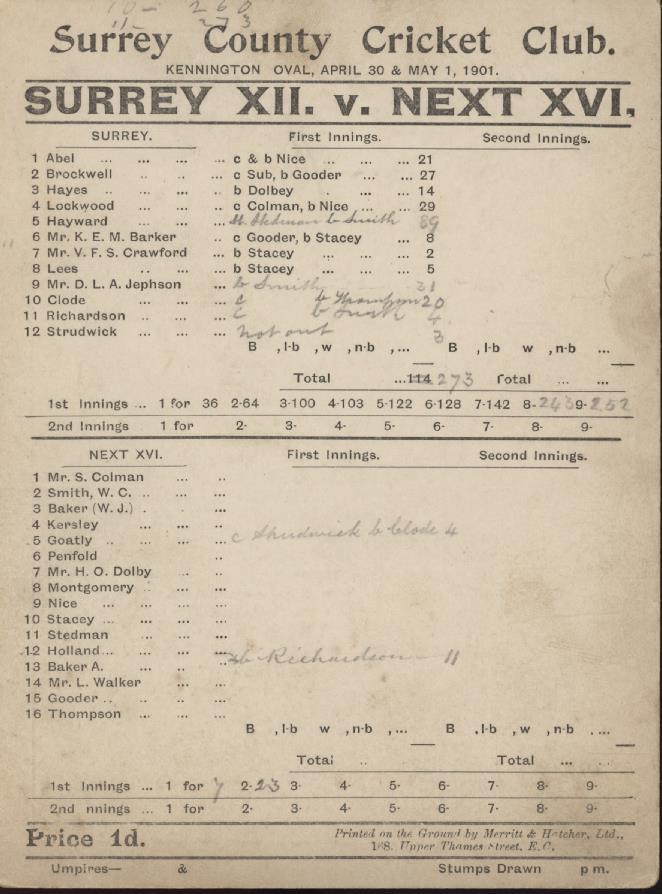 10- 260
11- 273
Surrey County Cricket Club.
KENNINGTON OVAL, APRIL 30 & MAY 1, 1901.
SURREY XII. v. NEXT XVI,
SURREY. First Innings. Second Innings.
1 Abel ... ... ... ... c & b Nice .. ... ... 21
2 Brockwell .. ... .. c Sub, b Gooder ... ... 27
3 Hayes .. ... ... .. b Dolbey . ... ... 14
4 Lockwood ... ... .. c Colman, b Nice ... ... 29
5 Hayward ... ... ... st. Stedman b Smith 89
6 Mr. K. E. M. Barker .. c Gooder, b Stacey ... 8
7 Mr. V. F. S. Crawford ... b Stacey ... ... ... 2
8 Lees .. ... ... b Stacey ... ... ... 5
9 Mr. D. L. A. Jephson ... b Smith 31
10 Clode ... ... ... c b Thompson 20
11 Richardson .. ... ... c b 4
12 Strudwick ... ... ... not out 3
B , l-b , w , n-b , ... B , l-b w , n-b ...
Total ...114 273 Total ... ...
1st Innings ... 1 for 36 2-64 3-100 4-103 5-122 6-128 7-142 8-243 9-252
2nd Innings 1 for 2- 3- 4- 5- 6- 7- 8- 9-
NEXT XVI. First Innings. Second Innings.
1 Mr. S. Colman ... ..
2 Smith, W. C. .. ... ...
3 Baker (W. J.) . . ...
4 Kersley ... ... ...
5 Goatly .. ... ... c Strudwick b Clode 4
6 Penfold ... ..
7 Mr. H. O. Dolby .. ..
8 Montgomery .. ... ...
9 Nice ... ... ... ...
10 Stacey ... ... ... ...
11 Stedman ... ... ...
12 Holland ... ... ... ... b Richardson 11
13 Baker A. ... .. ...
14 Mr. L. Walker ... ...
15 Gooder .. .. .. ...
16 Thompson ... ... ...
B , l-b w , n-b , ... B , l-b , w , n-b , ...
Total .. Total ... ..
1st Innings ... 1 for 7 2-23 3- 4- 5- 6- 7- 8- 9-
2nd nnings ... 1 for 2- 3- 4- 5- 6- 7- 8- 9-
Price 1d. Printed on the Ground by Merritt & Hatcher, Ltd.,
168. Upper Thames Street, E.C.
Umpires— & Stumps Drawn p m.